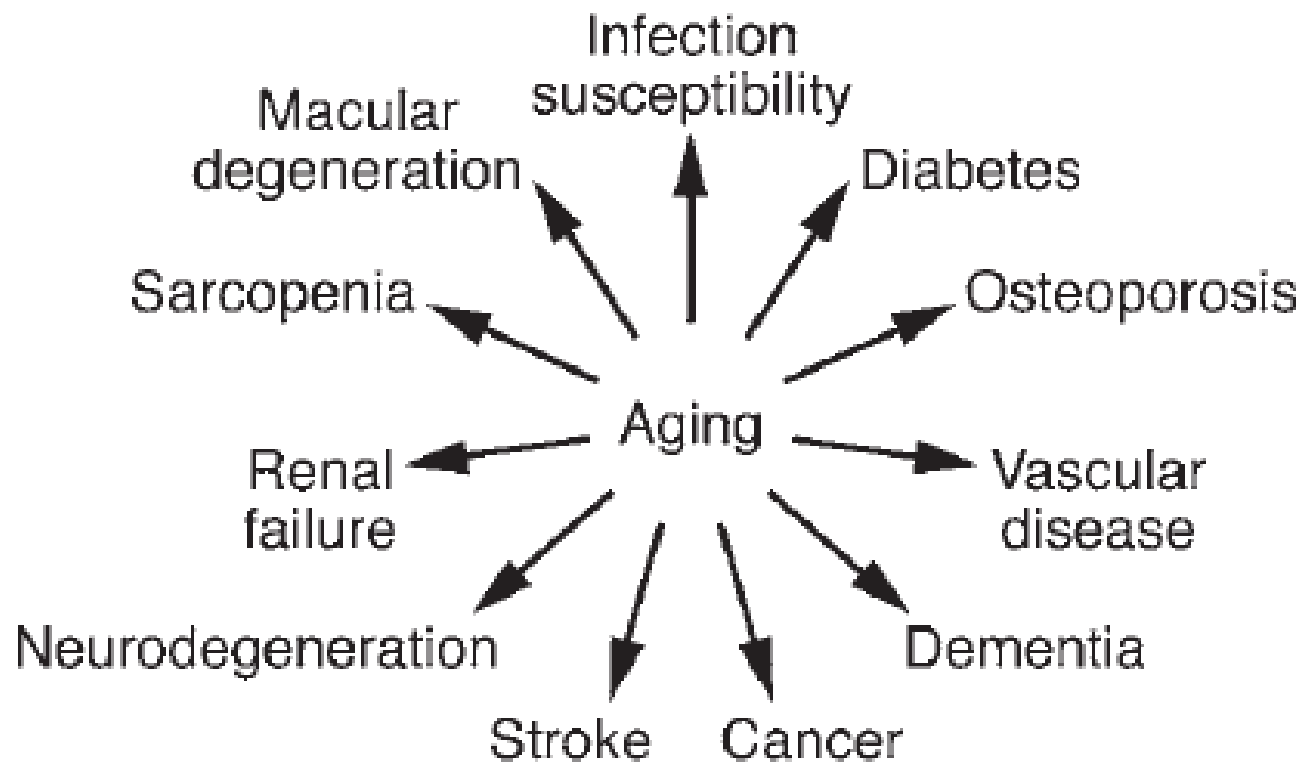 Infection
susceptibility
Macular
degeneration
Diabetes
Sarcopenia
Osteoporosis
Aging
Renal
failure
Vascular
disease
Neurodegeneration
Dementia
Stroke
Cancer